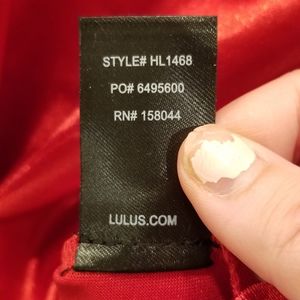 STYLE# HL1468
PO# 6495600
RN# 158044
LULUS.COM